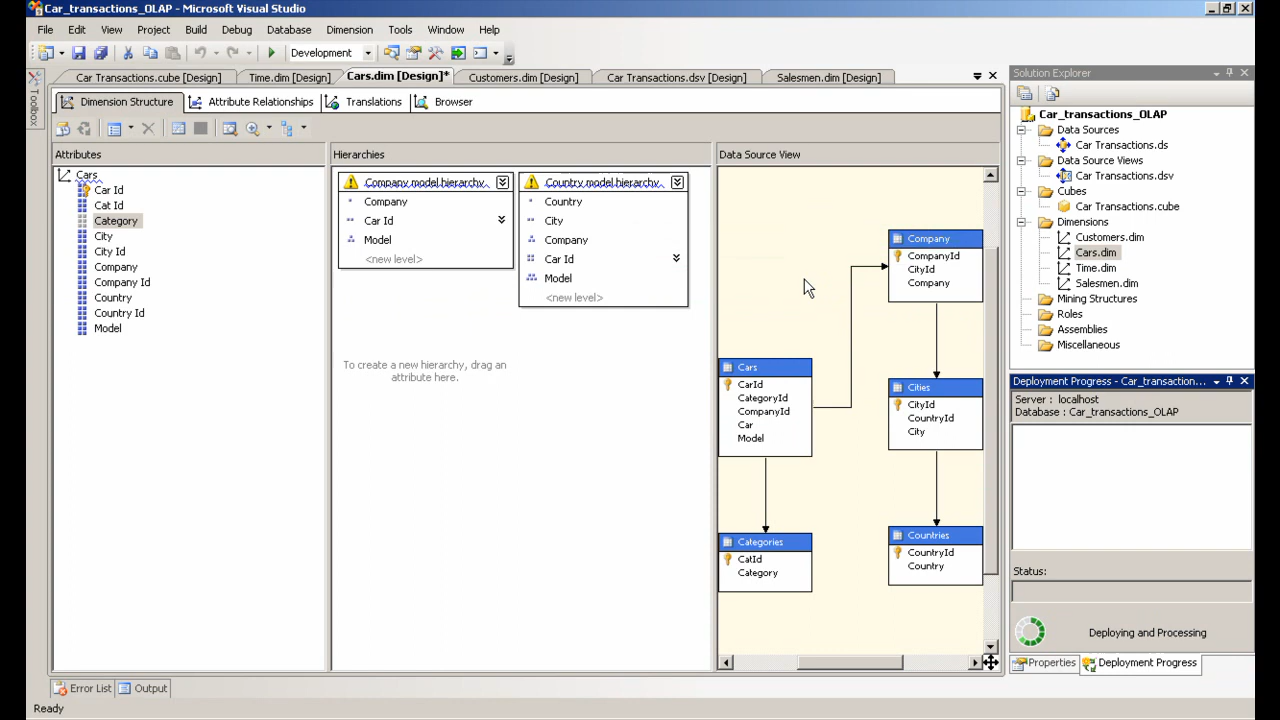 Car_transactions_OLAP - Microsoft Visual Studio
File Edit View Project Build Debug Database Dimension Tools Window Help
Development
Car Transactions.cube [Design] Time.dim [Design] Cars.dim [Design]* Customers.dim [Design] Car Transactions.dsv [Design] Salesmen.dim [Design]
Dimension Structure Attribute Relationships Translations Browser
Toolbox
Attributes
Cars
Car Id
Cat Id
Category
City
City Id
Company
Company Id
Country
Country Id
Model
Hierarchies
Company.model.hierarchy
Company
Car Id
Model
<new level>
Country.model.hierarchy
Country
City
Company
Car Id
Model
<new level>
To create a new hierarchy, drag an
attribute here.
Data Source View
Company
CompanyId
CityId
Company
Cars
CarId
CategoryId
CompanyId
Car
Model
Cities
CityId
CountryId
City
Categories
CatId
Category
Countries
CountryId
Country
Solution Explorer
Car_transactions_OLAP
Data Sources
Car Transactions.ds
Data Source Views
Car Transactions.dsv
Cubes
Car Transactions.cube
Dimensions
Customers.dim
Cars.dim
Time.dim
Salesmen.dim
Mining Structures
Roles
Assemblies
Miscellaneous
Deployment Progress - Car_transaction...
Server : localhost
Database : Car_transactions_OLAP
Status:
Deploying and Processing
Properties Deployment Progress
Error List Output
Ready